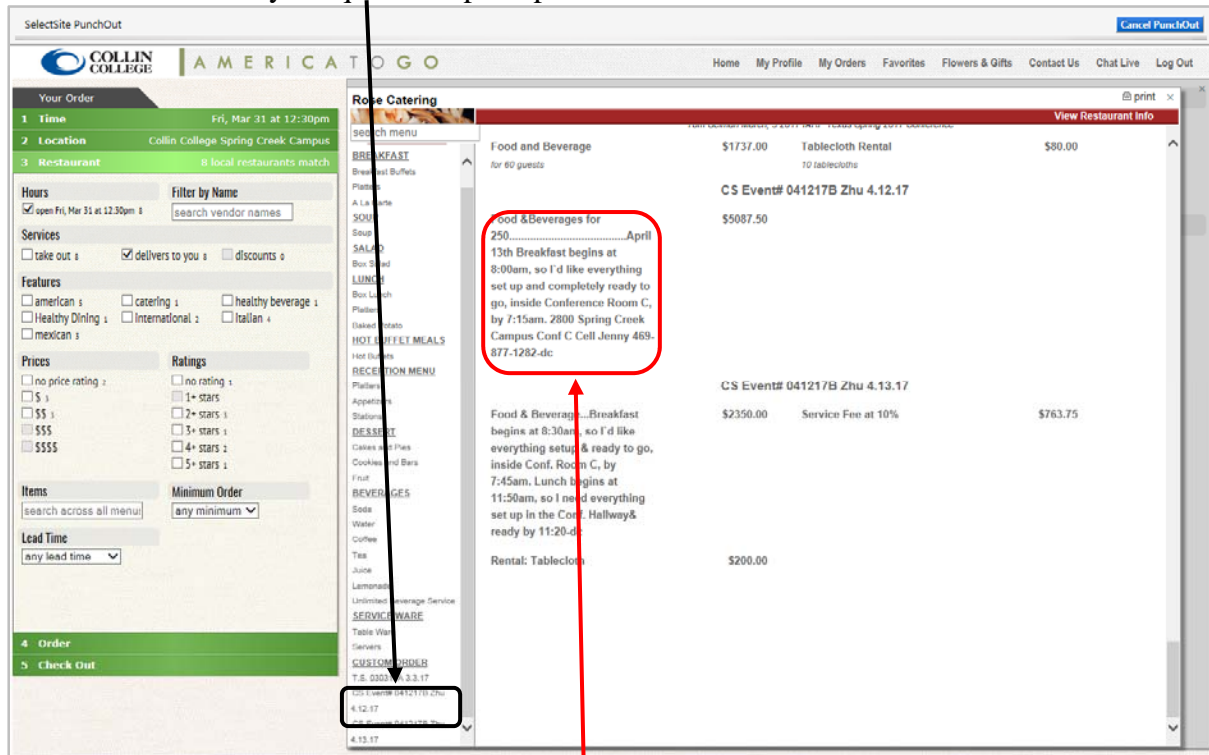 SelectSite PunchOut
Cancel PunchOut
COLLIN
COLLEGE
AMERICATOGO
Home My Profile My Orders Favorites Flowers & Gifts Contact Us Chat Live Log Out
Your Order
1 Time Fri, Mar 31 at 12:30pm
2 Location Collin College Spring Creek Campus
3 Restaurant 8 local restaurants match
Hours
open Fri, Mar 31 at 12:30pm 8
Filter by Name
search vendor names
Services
take out 8 delivers to you 8 discounts 0
Features
american 5 catering 1 healthy beverage 1
Healthy Dining 1 International 2 Italian 4
mexican 3
Prices
no price rating 2
$ 3
$$ 3
$$$
$$$$
Ratings
no rating 1
1+ stars
2+ stars 1
3+ stars 1
4+ stars 2
5+ stars 1
Items
search across all menu
Minimum Order
any minimum
Lead Time
any lead time
4 Order
5 Check Out
Rose Catering
print ×
View Restaurant Info
search menu
BREAKFAST
Breakfast Buffets
Platters
A La Carte
SOUP
Soup
SALAD
Box Salad
LUNCH
Box Lunch
Platters
Baked Potato
HOT BUFFET MEALS
Hot Buffets
RECEPTION MENU
Platters
Appetizers
Stations
DESSERT
Cakes and Pies
Cookies and Bars
Fruit
BEVERAGES
Soda
Water
Coffee
Tea
Juice
Lemonade
Unlimited Beverage Service
SERVICE WARE
Table Ware
Servers
CUSTOM ORDER
CS Event# 041217B Zhu
4.12.17
CS Event# 041217B Zhu
4.13.17
Food and Beverage $1737.00 Tablecloth Rental $80.00
for 60 guests 10 tablecloths
CS Event# 041217B Zhu 4.12.17
Food &Beverages for $5087.50
250.......................................April
13th Breakfast begins at
8:00am, so I'd like everything
set up and completely ready to
go, inside Conference Room C,
by 7:15am. 2800 Spring Creek
Campus Conf C Cell Jenny 469-
877-1282-dc
CS Event# 041217B Zhu 4.13.17
Food & Beverage...Breakfast $2350.00 Service Fee at 10% $763.75
begins at 8:30am, so I'd like
everything setup & ready to go,
inside Conf. Room C, by
7:45am. Lunch begins at
11:50am, so I need everything
set up in the Conf. Hallway&
ready by 11:20-dc
Rental: Tablecloth $200.00